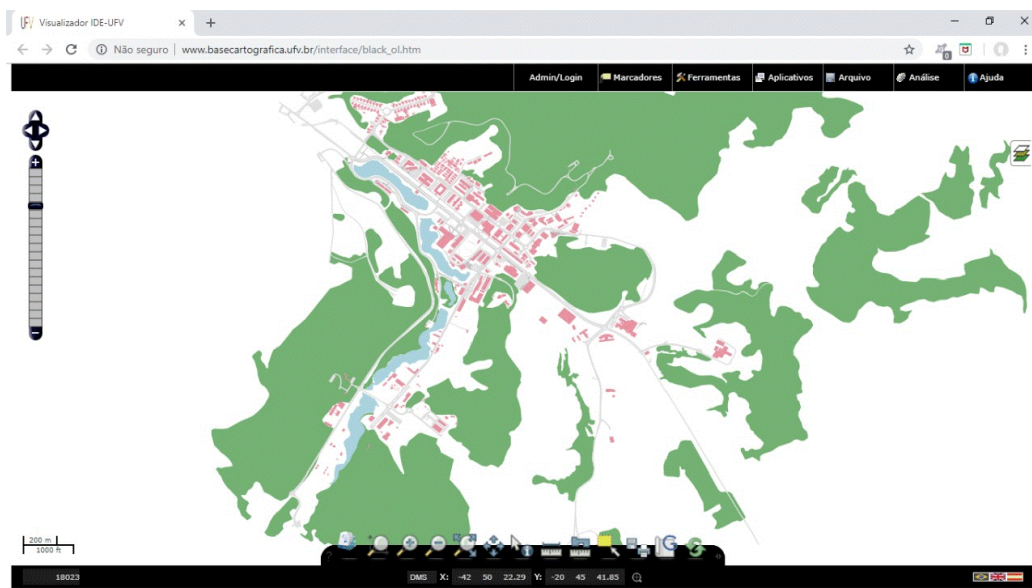 UFV Visualizador IDE-UFV
Não seguro | www.basecartografica.ufv.br/interface/black_ol.htm
Admin/Login Marcadores Ferramentas Aplicativos Arquivo Análise Ajuda
200 m
1000 ft
18023 DMS X: -42 50 22.29 Y: -20 45 41.85